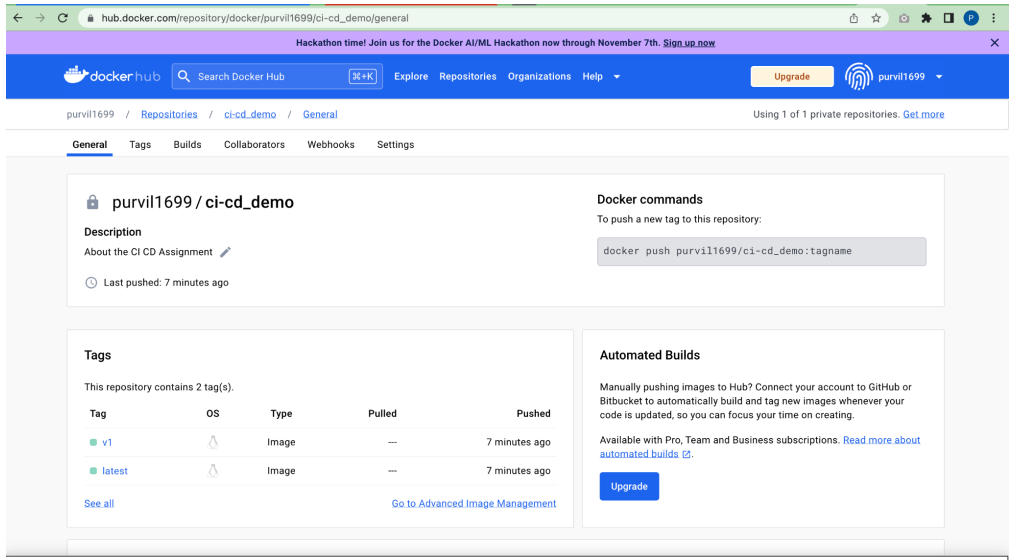 hub.docker.com/repository/docker/purvil1699/ci-cd_demo/general
P
Hackathon time! Join us for the Docker AI/ML Hackathon now through November 7th. Sign up now
dockerhub
Search Docker Hub
⌘+K
Explore Repositories Organizations Help
Upgrade
purvil1699
purvil1699 / Repositories / ci-cd_demo / General
Using 1 of 1 private repositories. Get more
General Tags Builds Collaborators Webhooks Settings
purvil1699 / ci-cd_demo
Description
About the CI CD Assignment
Last pushed: 7 minutes ago
Docker commands
To push a new tag to this repository:
docker push purvil1699/ci-cd_demo:tagname
Tags
This repository contains 2 tag(s).
Tag OS Type Pulled Pushed
v1 Image --- 7 minutes ago
latest Image --- 7 minutes ago
See all Go to Advanced Image Management
Automated Builds
Manually pushing images to Hub? Connect your account to GitHub or
Bitbucket to automatically build and tag new images whenever your
code is updated, so you can focus your time on creating.
Available with Pro, Team and Business subscriptions. Read more about
automated builds.
Upgrade